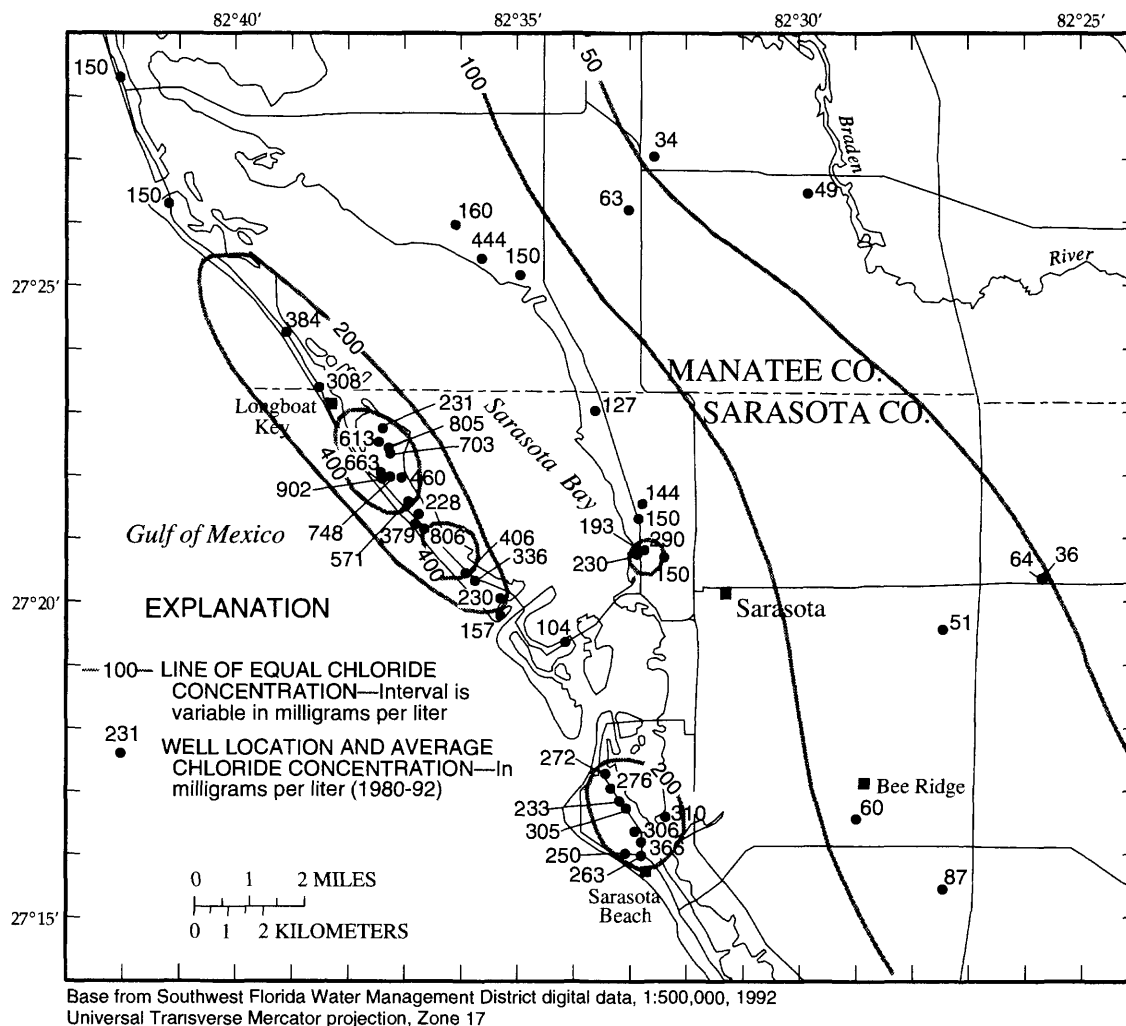 82°40′
82°35′
82°30′
82°25′
150
100
50
34
Braden
150
63
49
160
444
150
River
27°25′
384
200
MANATEE CO.
SARASOTA CO.
308
Longboat
Key
231
805
703
Sarasota Bay
127
613
663
400
460
902
228
144
150
Gulf of Mexico
748
571
379
806
400
406
336
193
290
230
150
64
36
27°20′
EXPLANATION
230
157
104
Sarasota
51
100 LINE OF EQUAL CHLORIDE
CONCENTRATION—Interval is
variable in milligrams per liter
231
WELL LOCATION AND AVERAGE
CHLORIDE CONCENTRATION—In
milligrams per liter (1980-92)
272
276
200
233
310
305
306
366
250
263
Bee Ridge
60
Sarasota
Beach
87
0 1 2 MILES
0 1 2 KILOMETERS
27°15′
Base from Southwest Florida Water Management District digital data, 1:500,000, 1992
Universal Transverse Mercator projection, Zone 17